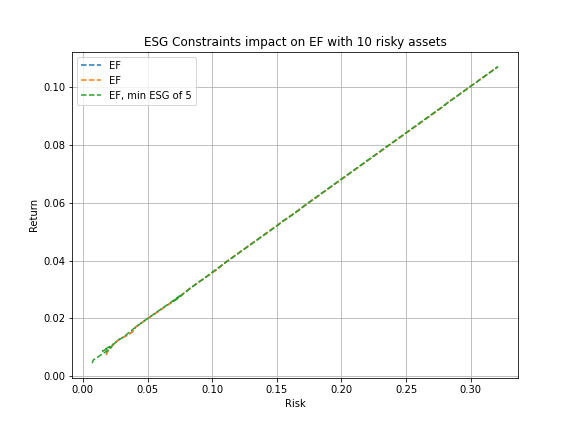 ESG Constraints impact on EF with 10 risky assets
EF
EF
EF, min ESG of 5
0.10
0.08
0.06
0.04
0.02
0.00
Return
0.00 0.05 0.10 0.15 0.20 0.25 0.30
Risk